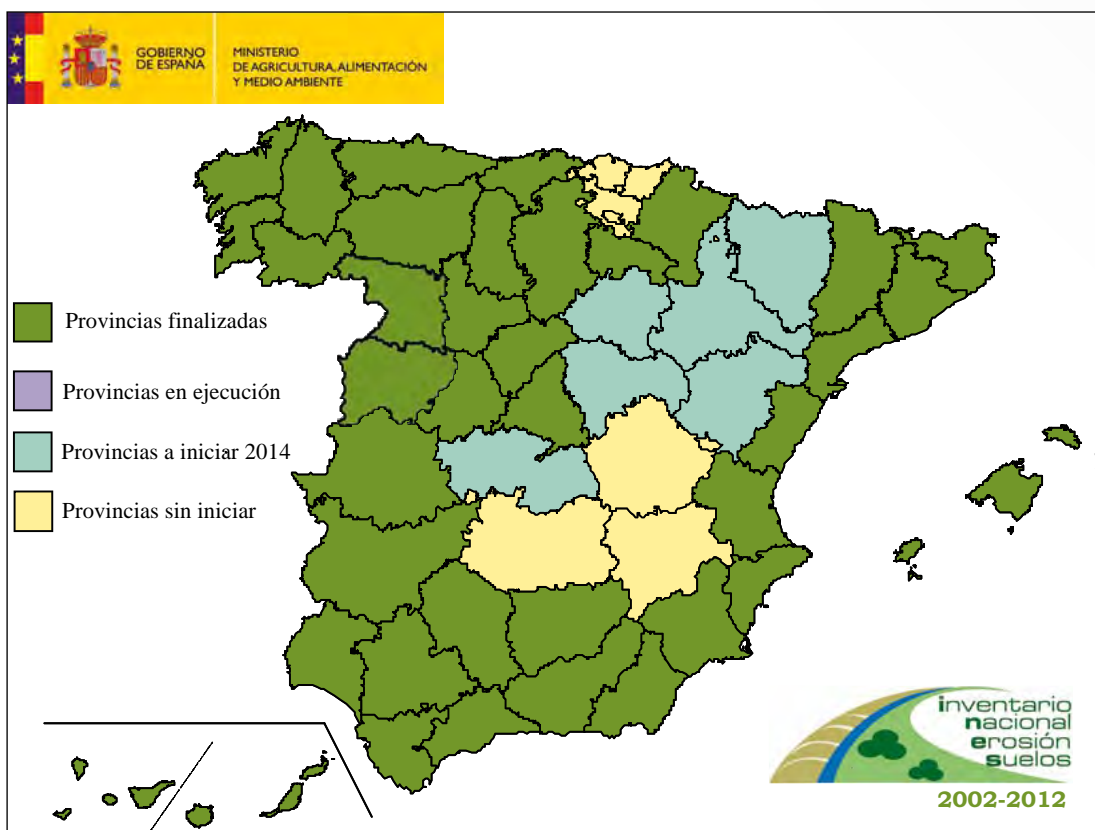 GOBIERNO
DE ESPAÑA
MINISTERIO
DE AGRICULTURA, ALIMENTACIÓN
Y MEDIO AMBIENTE
Provincias finalizadas
Provincias en ejecución
Provincias a iniciar 2014
Provincias sin iniciar
inventario
nacional
erosión
suelos
2002-2012